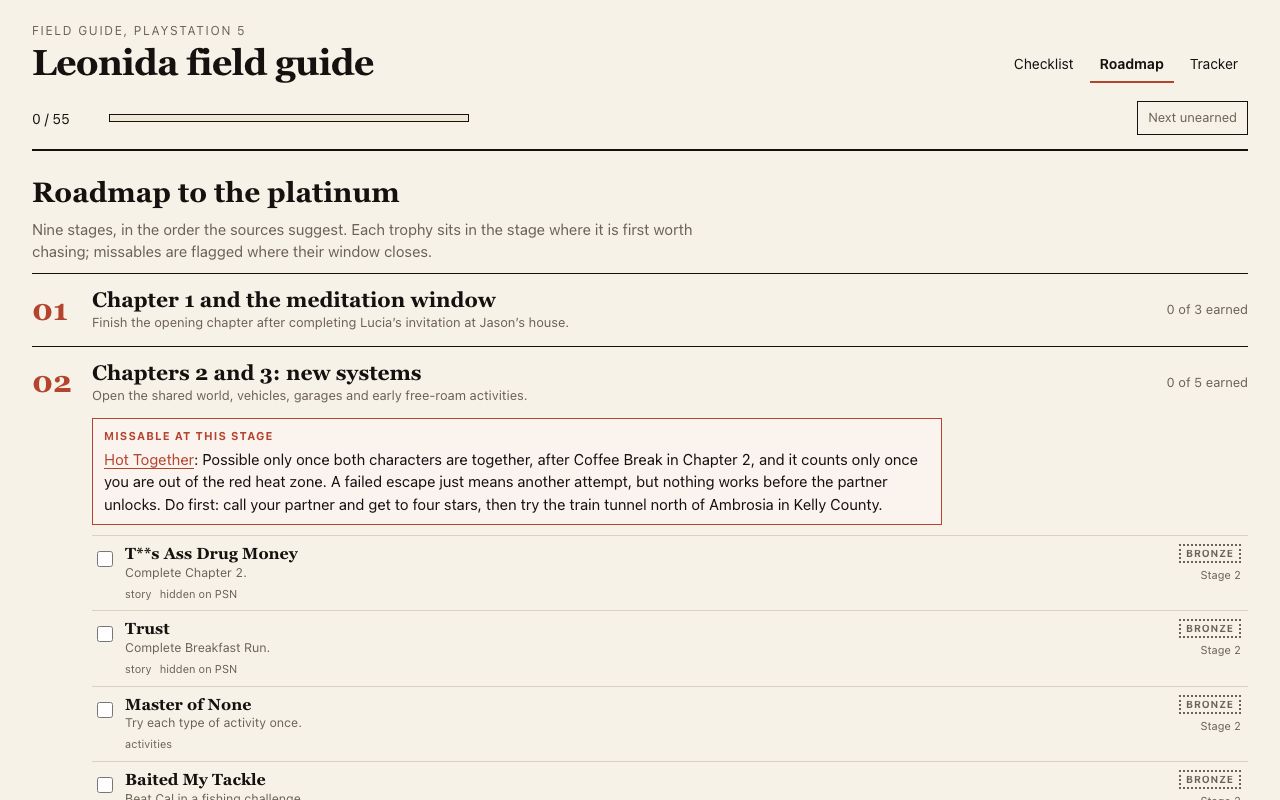 FIELD GUIDE, PLAYSTATION 5
Leonida field guide
Checklist
Roadmap
Tracker
0 / 55
Next unearned
Roadmap to the platinum
Nine stages, in the order the sources suggest. Each trophy sits in the stage where it is first worth
chasing; missables are flagged where their window closes.
01
Chapter 1 and the meditation window
Finish the opening chapter after completing Lucia's invitation at Jason's house.
0 of 3 earned
02
Chapters 2 and 3: new systems
Open the shared world, vehicles, garages and early free-roam activities.
0 of 5 earned
MISSABLE AT THIS STAGE
Hot Together: Possible only once both characters are together, after Coffee Break in Chapter 2, and it counts only once
you are out of the red heat zone. A failed escape just means another attempt, but nothing works before the partner
unlocks. Do first: call your partner and get to four stars, then try the train tunnel north of Ambrosia in Kelly County.
T**s Ass Drug Money
Complete Chapter 2.
story hidden on PSN
BRONZE
Stage 2
Trust
Complete Breakfast Run.
story hidden on PSN
BRONZE
Stage 2
Master of None
Try each type of activity once.
activities
BRONZE
Stage 2
Baited My Tackle
Beat Cal in a fishing challenge.
BRONZE
Stage 2